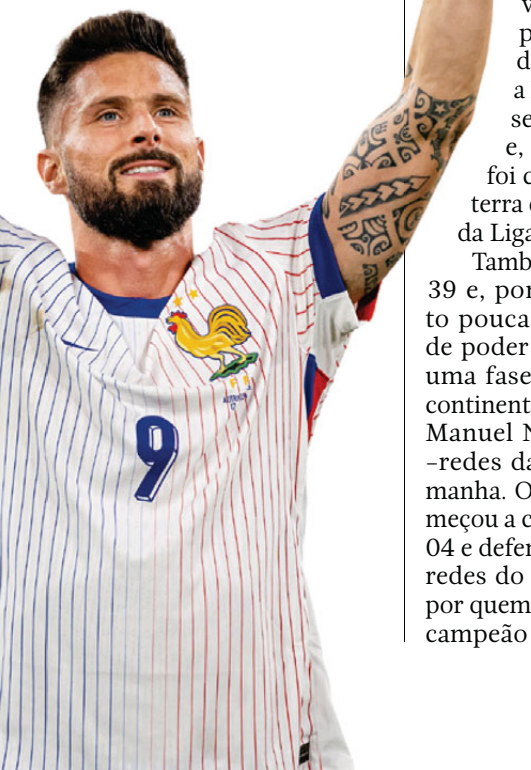 9
v
p
d
a
se
e,
foi c
terra
da Liga
Tamb
39 e, por
to pouca
de poder
uma fase
continent
Manuel N
–redes da
manha. O
meçou a c
04 e defen
redes do
por quem
campeão